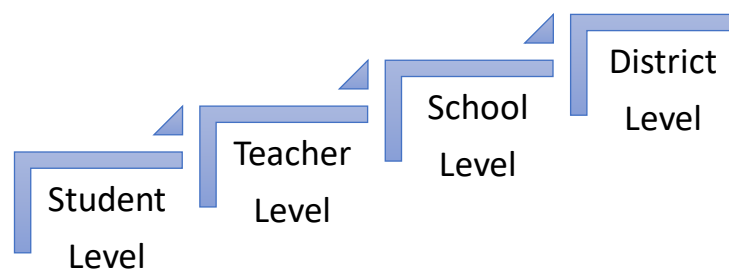 Student
Level
Teacher
Level
School
Level
District
Level